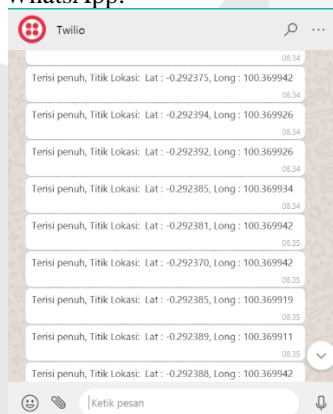 WhatsApp.
Twilio
08.34
Terisi penuh, Titik Lokasi: Lat : -0.292375, Long : 100.369942
08.34
Terisi penuh, Titik Lokasi: Lat : -0.292394, Long : 100.369926
08.34
Terisi penuh, Titik Lokasi: Lat : -0.292392, Long : 100.369926
08.34
Terisi penuh, Titik Lokasi: Lat : -0.292385, Long : 100.369934
08.34
Terisi penuh, Titik Lokasi: Lat : -0.292381, Long : 100.369942
08.35
Terisi penuh, Titik Lokasi: Lat : -0.292370, Long : 100.369942
08.35
Terisi penuh, Titik Lokasi: Lat : -0.292385, Long : 100.369919
08.35
Terisi penuh, Titik Lokasi: Lat : -0.292389, Long : 100.369911
08.35
Terisi penuh, Titik Lokasi: Lat : -0.292388, Long : 100.369942
Ketik pesan